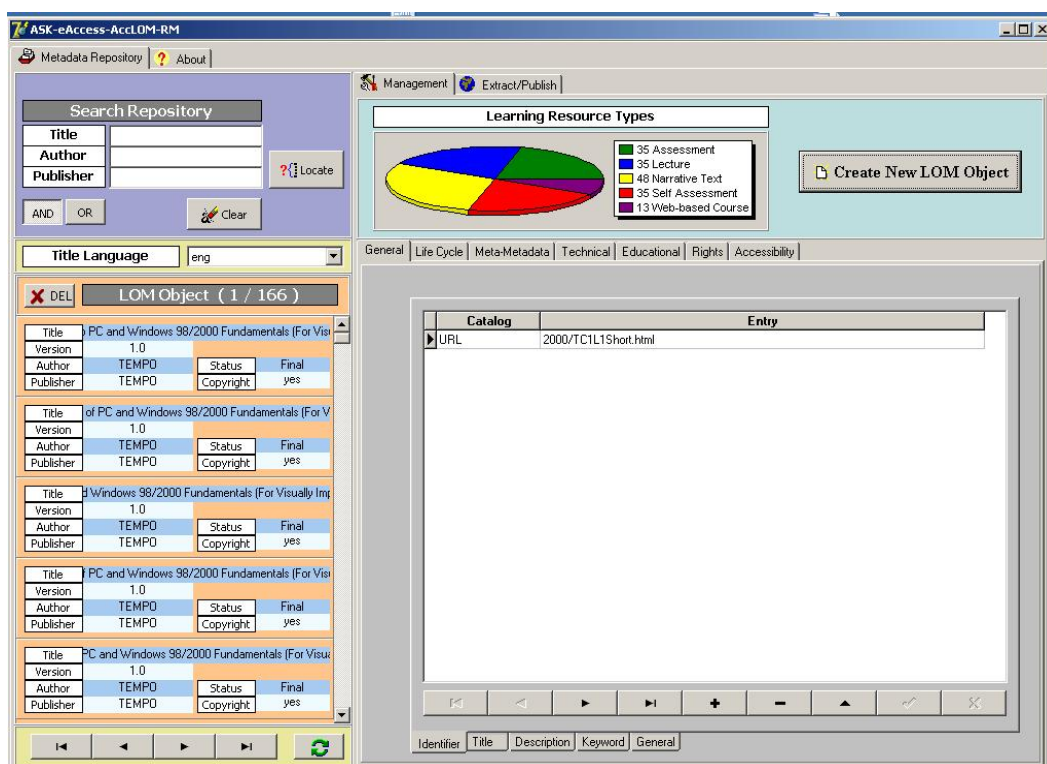 ASK-eAccess-AccLOM-RM
Metadata Repository ? About
Management Extract/Publish
Search Repository
Title
Author
Publisher
?{ Locate
AND OR Clear
Learning Resource Types
35 Assessment
35 Lecture
48 Narrative Text
35 Self Assessment
13 Web-based Course
Create New LOM Object
Title Language eng
General Life Cycle Meta-Metadata Technical Educational Rights Accessibility
DEL LOM Object ( 1 / 166 )
Title PC and Windows 98/2000 Fundamentals (For Visu
Version 1.0
Author TEMPO Status Final
Publisher TEMPO Copyright yes
Title of PC and Windows 98/2000 Fundamentals (For V
Version 1.0
Author TEMPO Status Final
Publisher TEMPO Copyright yes
Title d Windows 98/2000 Fundamentals (For Visually Imp
Version 1.0
Author TEMPO Status Final
Publisher TEMPO Copyright yes
Title f PC and Windows 98/2000 Fundamentals (For Visu
Version 1.0
Author TEMPO Status Final
Publisher TEMPO Copyright yes
Title PC and Windows 98/2000 Fundamentals (For Visua
Version 1.0
Author TEMPO Status Final
Publisher TEMPO Copyright yes
Catalog Entry
URL 2000/TC1L1Short.html
Identifier Title Description Keyword General